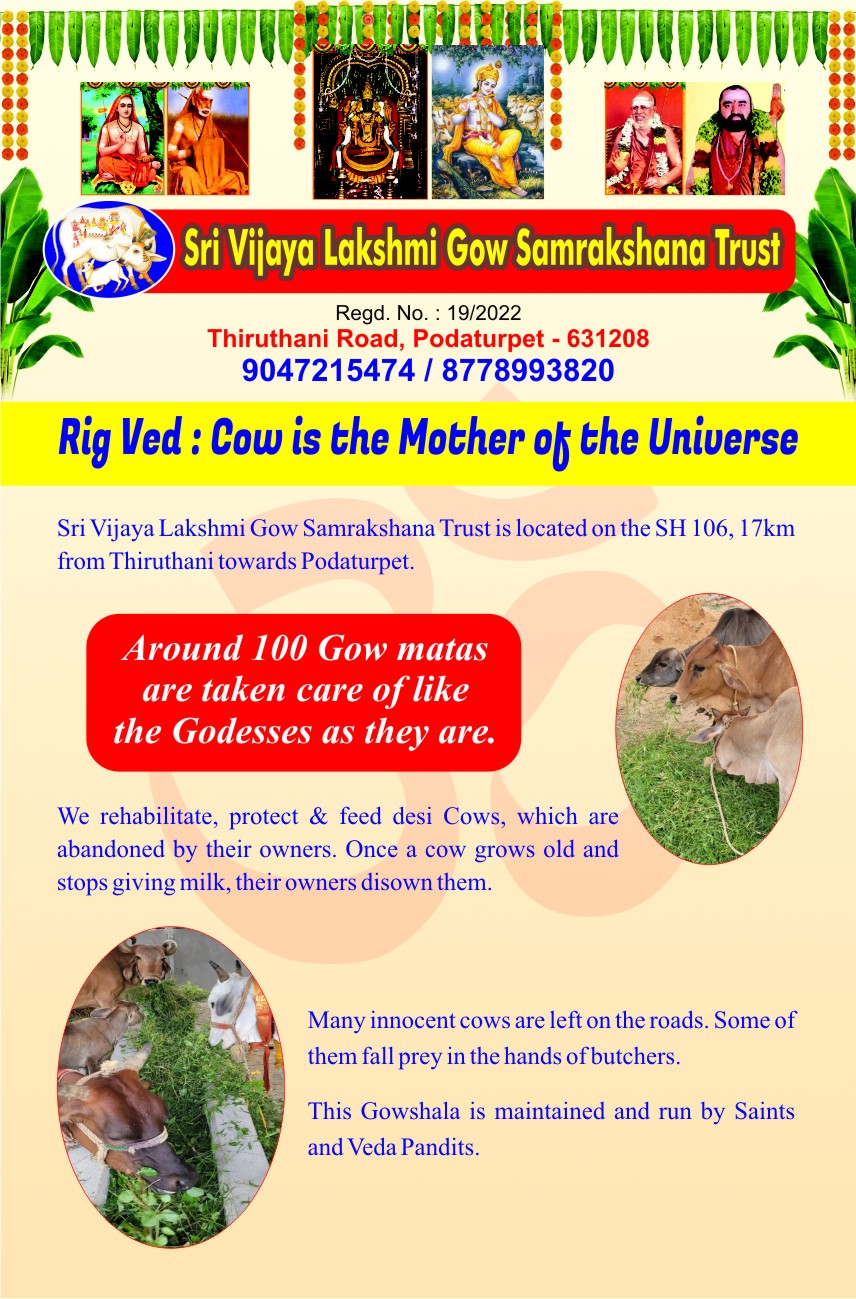 Sri Vijaya Lakshmi Gow Samrakshana Trust
Regd. No. : 19/2022
Thiruthani Road, Podaturpet - 631208
9047215474 / 8778993820
Rig Ved : Cow is the Mother of the Universe
Sri Vijaya Lakshmi Gow Samrakshana Trust is located on the SH 106, 17km
from Thiruthani towards Podaturpet.
Around 100 Gow matas
are taken care of like
the Godesses as they are.
We rehabilitate, protect & feed desi Cows, which are
abandoned by their owners. Once a cow grows old and
stops giving milk, their owners disown them.
Many innocent cows are left on the roads. Some of
them fall prey in the hands of butchers.
This Gowshala is maintained and run by Saints
and Veda Pandits.